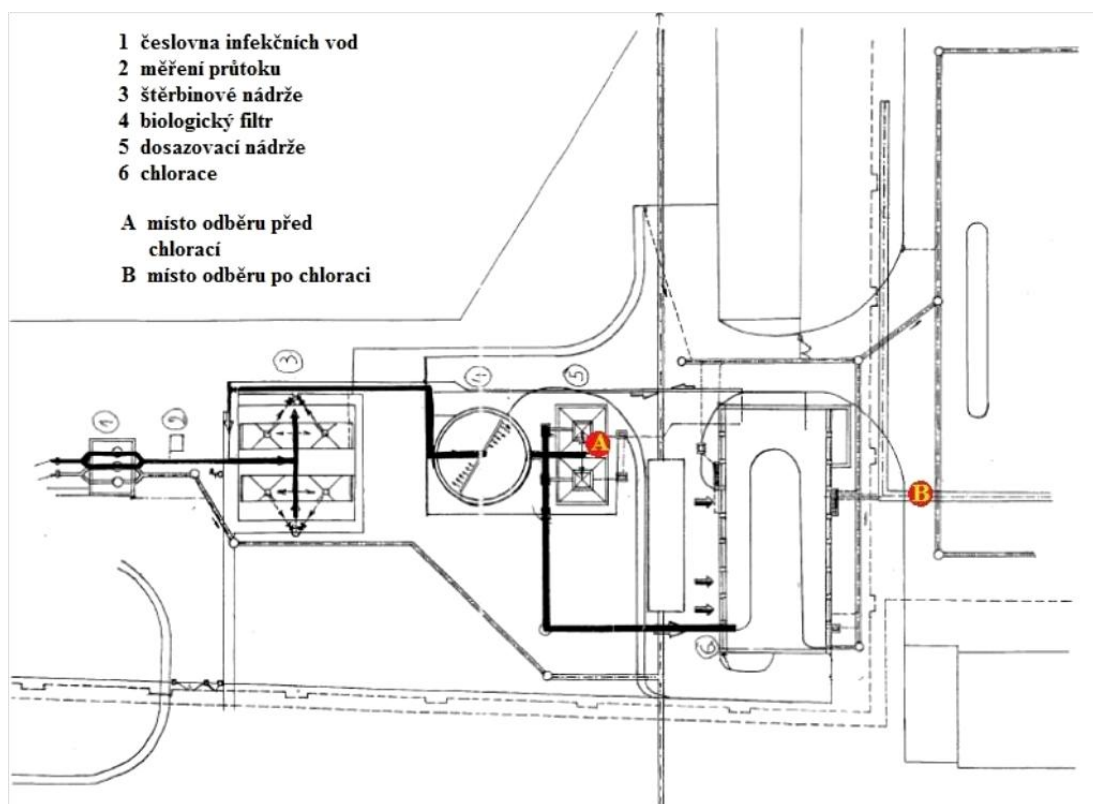 1 česlovna infekčních vod
2 měření průtoku
3 štěrbinové nádrže
4 biologický filtr
5 dosazovací nádrže
6 chlorace
A místo odběru před
chlorací
B místo odběru po chloraci
3
4
5
1
2
A
B
6